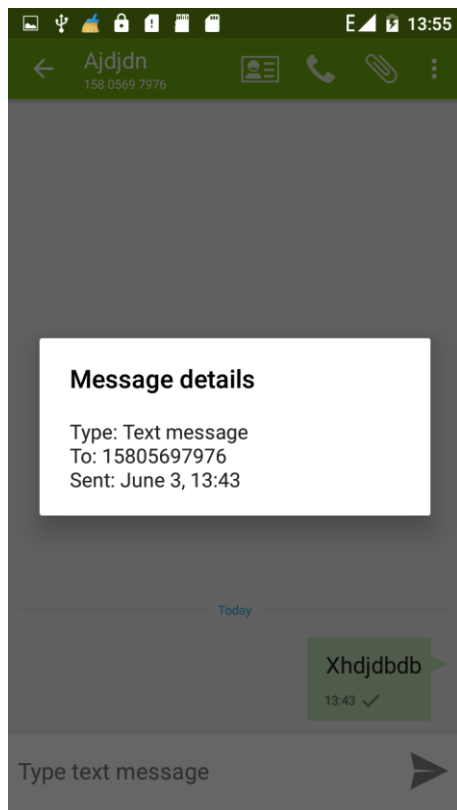 E 13:55
Ajdjdn
158 0569 7976
Message details
Type: Text message
To: 15805697976
Sent: June 3, 13:43
Today
Xhdjdbdb
13:43
Type text message